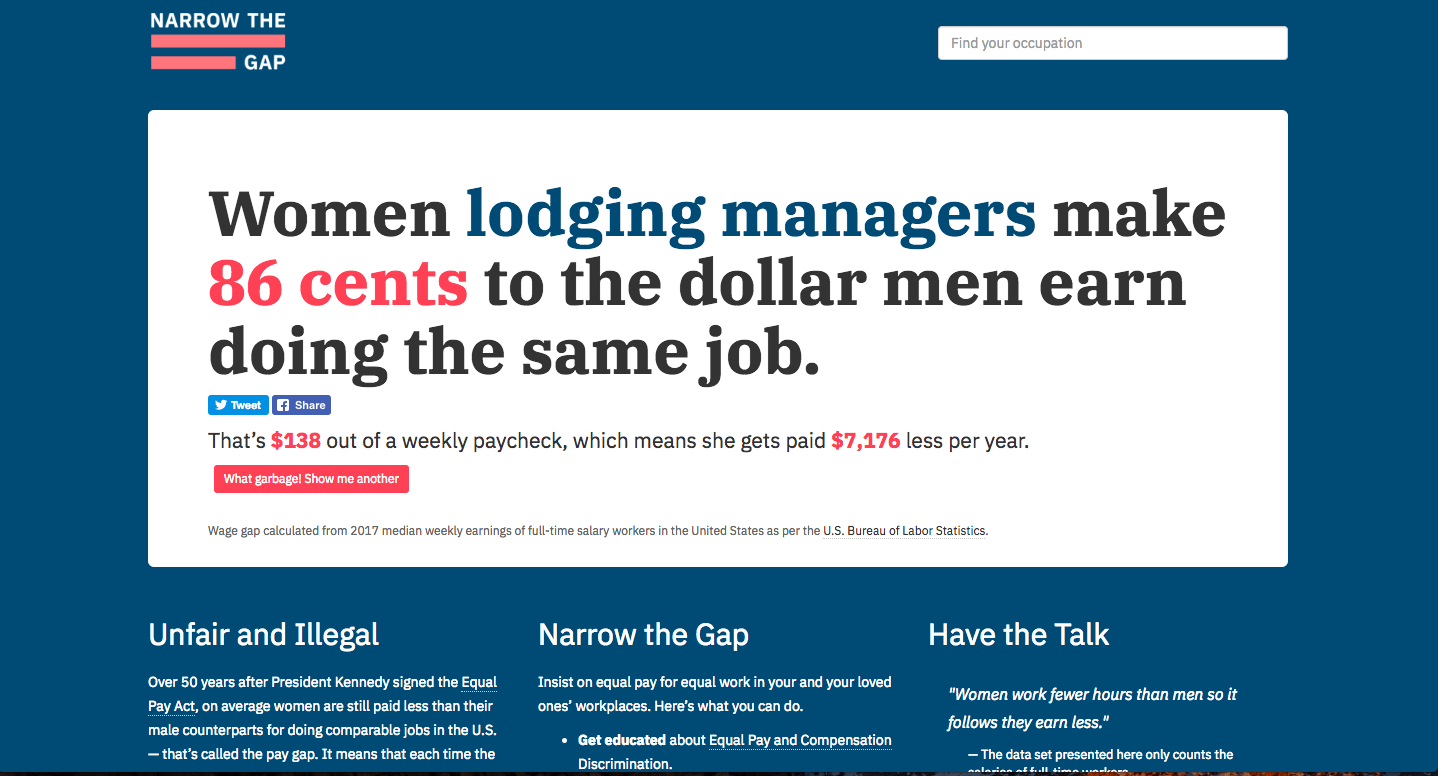 NARROW THE
GAP
Find your occupation
Women lodging managers make
86 cents to the dollar men earn
doing the same job.
Tweet Share
That's $138 out of a weekly paycheck, which means she gets paid $7,176 less per year.
What garbage! Show me another
Wage gap calculated from 2017 median weekly earnings of full-time salary workers in the United States as per the U.S. Bureau of Labor Statistics.
Unfair and Illegal
Over 50 years after President Kennedy signed the Equal
Pay Act, on average women are still paid less than their
male counterparts for doing comparable jobs in the U.S.
— that's called the pay gap. It means that each time the
Narrow the Gap
Insist on equal pay for equal work in your and your loved
ones' workplaces. Here's what you can do.
• Get educated about Equal Pay and Compensation
Discrimination.
Have the Talk
"Women work fewer hours than men so it
follows they earn less."
— The data set presented here only counts the
salaries of full-time workers